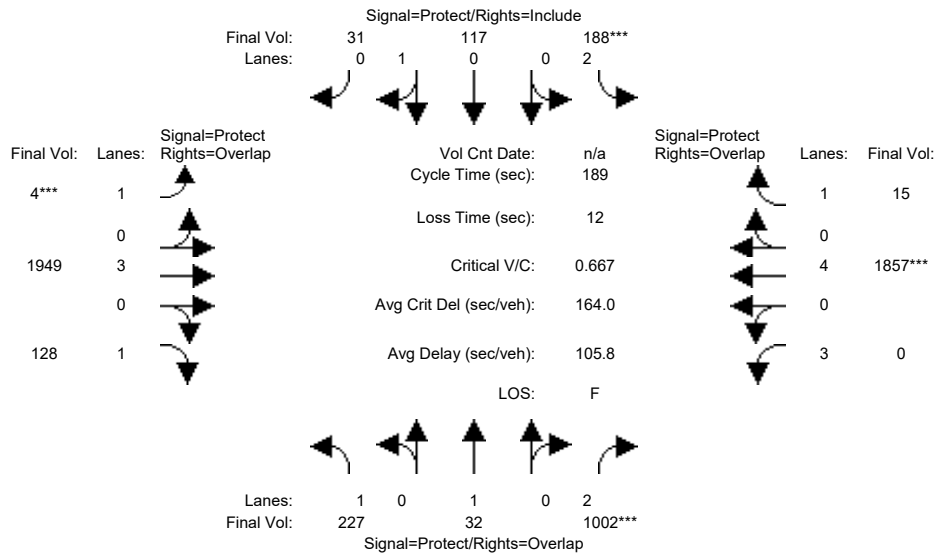 Signal=Protect/Rights=Include
Final Vol: 31 117 188***
Lanes: 0 1 0 0 2
Signal=Protect Signal=Protect
Final Vol: Lanes: Rights=Overlap Vol Cnt Date: n/a Rights=Overlap Lanes: Final Vol:
Cycle Time (sec): 189
4*** 1 1 15
Loss Time (sec): 12
0 0
1949 3 Critical V/C: 0.667 4 1857***
0 Avg Crit Del (sec/veh): 164.0 0
128 1 Avg Delay (sec/veh): 105.8 3 0
LOS: F
Lanes: 1 0 1 0 2
Final Vol: 227 32 1002***
Signal=Protect/Rights=Overlap